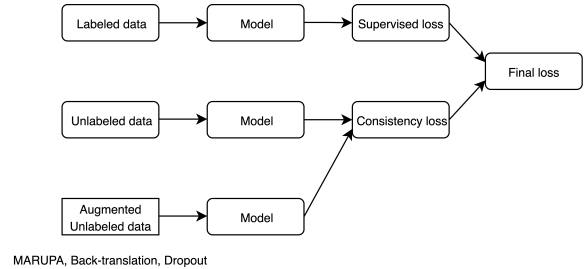 Labeled data
Model
Supervised loss
Final loss
Unlabeled data
Model
Consistency loss
Augmented
Unlabeled data
Model
MARUPA, Back-translation, Dropout